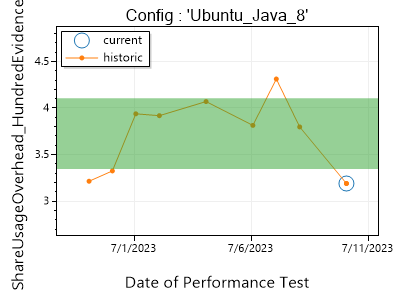 Config : 'Ubuntu_Java_8'
ShareUsageOverhead_HundredEvidence
current
historic
4.5
4
3.5
3
7/1/2023
7/6/2023
7/11/2023
Date of Performance Test